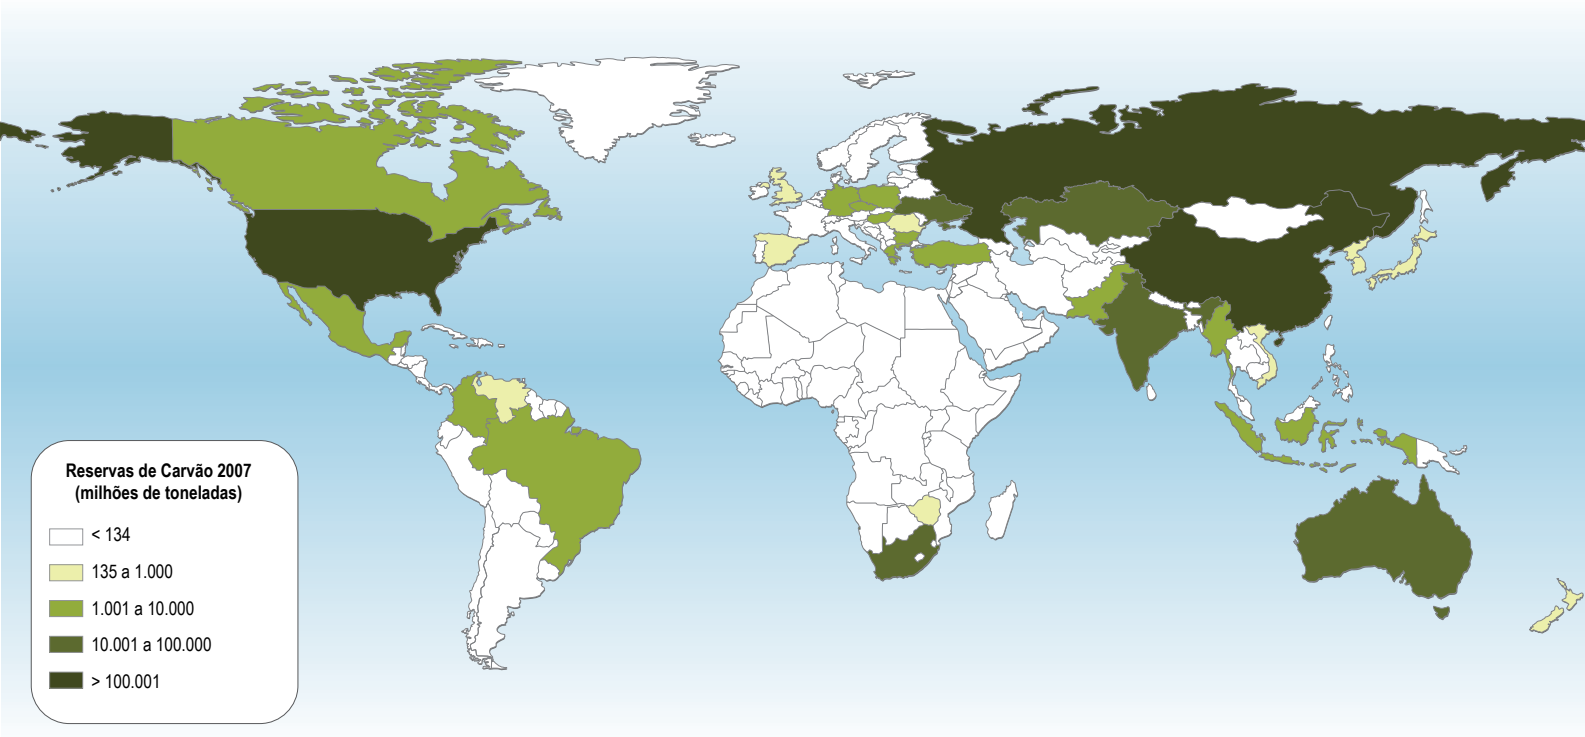 Reservas de Carvão 2007
(milhões de toneladas)
< 134
135 a 1.000
1.001 a 10.000
10.001 a 100.000
> 100.001